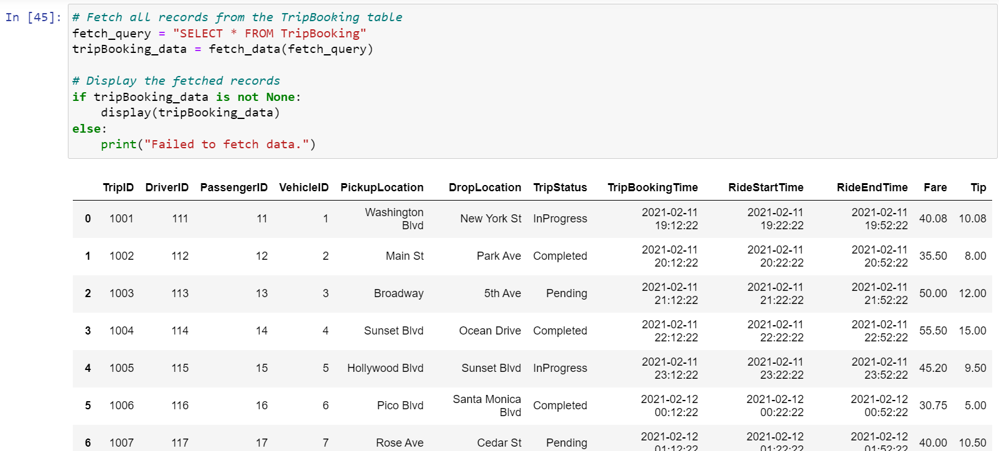 In [45]:
# Fetch all records from the TripBooking table
fetch_query = "SELECT * FROM TripBooking"
tripBooking_data = fetch_data(fetch_query)
# Display the fetched records
if tripBooking_data is not None:
    display(tripBooking_data)
else:
    print("Failed to fetch data.")
TripID DriverID PassengerID VehicleID PickupLocation DropLocation TripStatus TripBookingTime RideStartTime RideEndTime Fare Tip
0 1001 111 11 1 Washington Blvd New York St InProgress 2021-02-11 19:12:22 2021-02-11 19:22:22 2021-02-11 19:52:22 40.08 10.08
1 1002 112 12 2 Main St Park Ave Completed 2021-02-11 20:12:22 2021-02-11 20:22:22 2021-02-11 20:52:22 35.50 8.00
2 1003 113 13 3 Broadway 5th Ave Pending 2021-02-11 21:12:22 2021-02-11 21:22:22 2021-02-11 21:52:22 50.00 12.00
3 1004 114 14 4 Sunset Blvd Ocean Drive Completed 2021-02-11 22:12:22 2021-02-11 22:22:22 2021-02-11 22:52:22 55.50 15.00
4 1005 115 15 5 Hollywood Blvd Sunset Blvd InProgress 2021-02-11 23:12:22 2021-02-11 23:22:22 2021-02-11 23:52:22 45.20 9.50
5 1006 116 16 6 Pico Blvd Santa Monica Blvd Completed 2021-02-12 00:12:22 2021-02-12 00:22:22 2021-02-12 00:52:22 30.75 5.00
6 1007 117 17 7 Rose Ave Cedar St Pending 2021-02-12 01:12:22 2021-02-12 01:22:22 2021-02-12 01:52:22 40.00 10.50